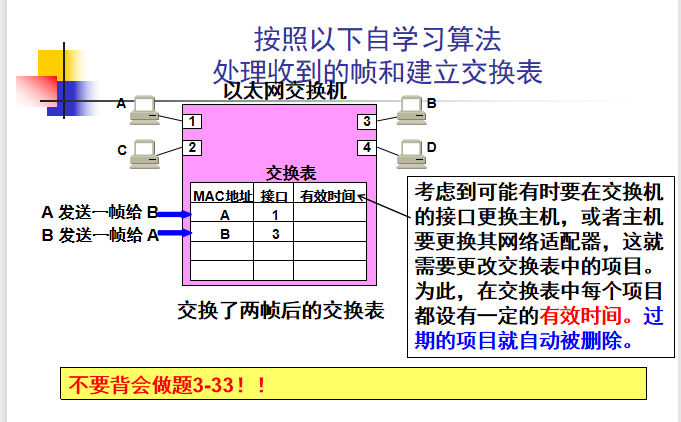 按照以下自学习算法
处理收到的帧和建立交换表
以太网交换机
A
B
1
3
C
2
4
D
交换表
MAC地址 接口 有效时间
A 发送一帧给 B
A 1
B 发送一帧给 A
B 3
交换了两帧后的交换表
考虑到可能有时要在交换机
的接口更换主机，或者主机
要更换其网络适配器，这就
需要更改交换表中的项目。
为此，在交换表中每个项目
都设有一定的有效时间。过
期的项目就自动被删除。
不要背会做题3-33！！